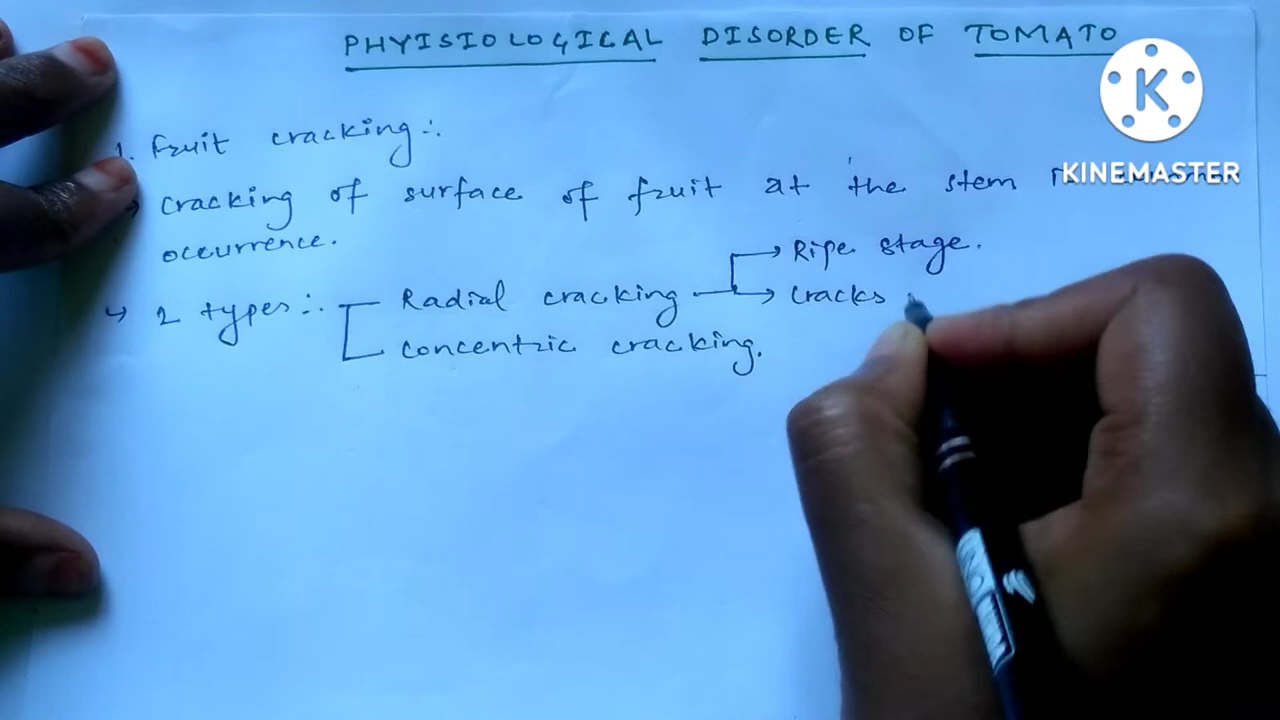 PHYISIOLOGICAL DISORDER OF TOMATO
1. Fruit cracking :.
cracking of surface of fruit at the stem
occurrence.
↳ 2 types :. Radial cracking → Ripe stage.
→ cracks
concentric cracking.
K
KINEMASTER